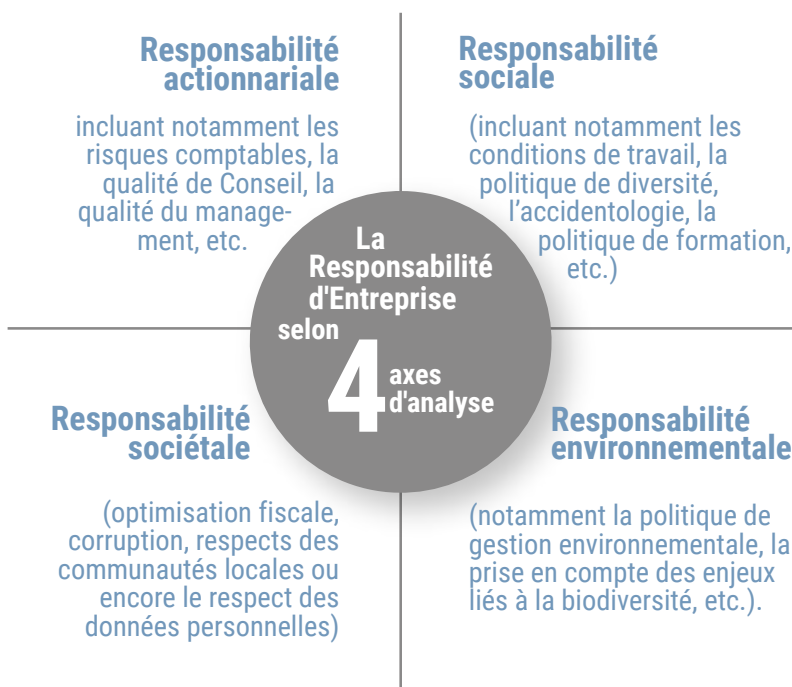 Responsabilité
actionnariale
incluant notamment les
risques comptables, la
qualité de Conseil, la
qualité du manage-
ment, etc.
Responsabilité
sociale
(incluant notamment les
conditions de travail, la
politique de diversité,
l’accidentologie, la
politique de formation,
etc.)
La
Responsabilité
d'Entreprise
selon
4 axes
d'analyse
Responsabilité
sociétale
(optimisation fiscale,
corruption, respects des
communautés locales ou
encore le respect des
données personnelles)
Responsabilité
environnementale
(notamment la politique de
gestion environnementale, la
prise en compte des enjeux
liés à la biodiversité, etc.).